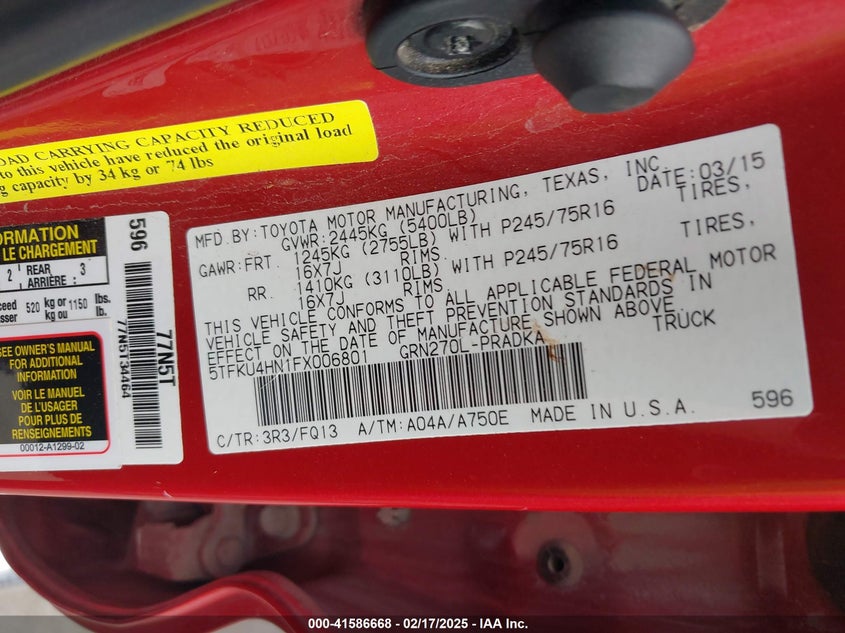 OAD CARRYING CAPACITY REDUCED
to this vehicle have reduced the original load
g capacity by 34 kg or 74 lbs
ORMATION
LE CHARGEMENT
2 REAR ARRIÈRE : 3
520 kg or 1150 lbs.
kg ou lb.
SEE OWNER'S MANUAL
FOR ADDITIONAL
INFORMATION
VOIR LE MANUEL
DE L'USAGER
POUR PLUS DE
RENSEIGNEMENTS
00012-A1299-02
596
77N5T34464
77N5T
MFD.BY:TOYOTA MOTOR MANUFACTURING, TEXAS, INC. DATE:03/15
GVWR:2445KG (5400LB)
GAWR:FRT. 1245KG (2755LB) WITH P245/75R16 TIRES,
16X7J RIMS.
RR. 1410KG (3110LB) WITH P245/75R16 TIRES,
16X7J RIMS.
THIS VEHICLE CONFORMS TO ALL APPLICABLE FEDERAL MOTOR
VEHICLE SAFETY AND THEFT PREVENTION STANDARDS IN
EFFECT ON THE DATE OF MANUFACTURE SHOWN ABOVE.
5TFKU4HN1FX006801 GRN270L-PRADKA TRUCK
C/TR:3R3/FQ13 A/TM:A04A/A750E MADE IN U.S.A. 596
000-41586668 - 02/17/2025 - IAA Inc.